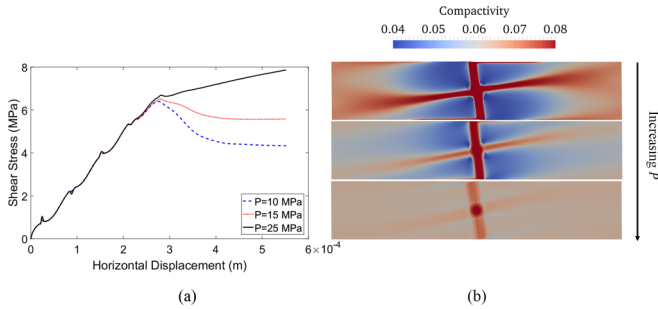 Compactivity
0.04 0.05 0.06 0.07 0.08
8
6
4
2
0
Shear Stress (MPa)
P=10 MPa
P=15 MPa
P=25 MPa
0 1 2 3 4 5 6 ×10⁻⁴
Horizontal Displacement (m)
Increasing P
(a) (b)